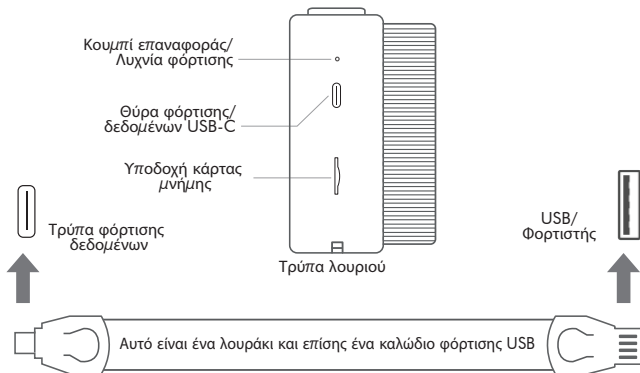 Κουμπί επαναφοράς/
Λυχνία φόρτισης
Θύρα φόρτισης/
δεδομένων USB-C
Υποδοχή κάρτας
μνήμης
Τρύπα φόρτισης
δεδομένων
Τρύπα λουριού
USB/
Φορτιστής
Αυτό είναι ένα λουράκι και επίσης ένα καλώδιο φόρτισης USB